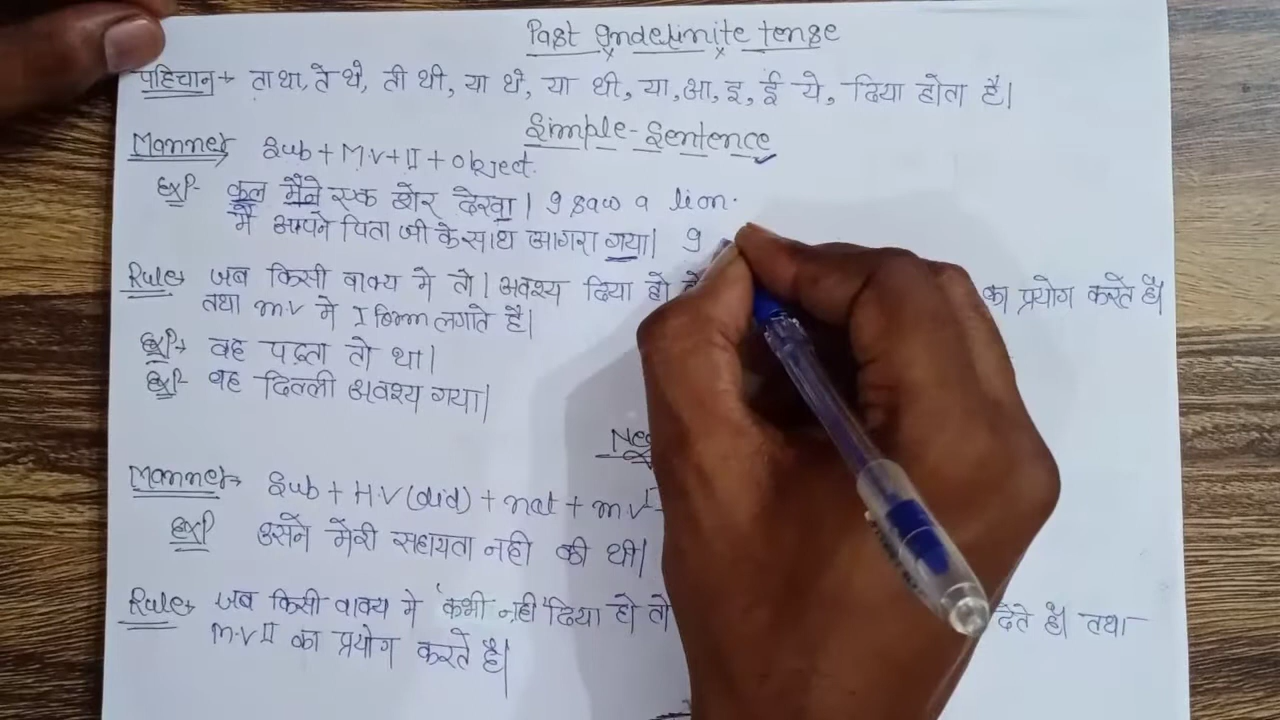 Past Indefinite tense
पहिचान→ ता था, ते थे, ती थी, या थे, या थी, या, आ, इ, ई ये, दिया होता है।
Simple-Sentence
Manner→ Sub + M.V + II + object.
Exp- कल मैंने एक शेर देखा। I saw a lion.
मैं आपने पिता जी के साथ आगरा गया। I
Rule→ जब किसी वाक्य मे तो। अवश्य दिया हो का प्रयोग करते है।
तथा m.v मे I form लगाते है।
Exp→ वह पढ़ता तो था।
Exp- वह दिल्ली अवश्य गया।
Manner→ Sub + H.V (did) + not + m.v I
Exp उसने मेरी सहायता नही की थी।
Rule→ जब किसी वाक्य मे 'कभी नही' दिया हो तो देते है। तथा
m.v II का प्रयोग करते है।